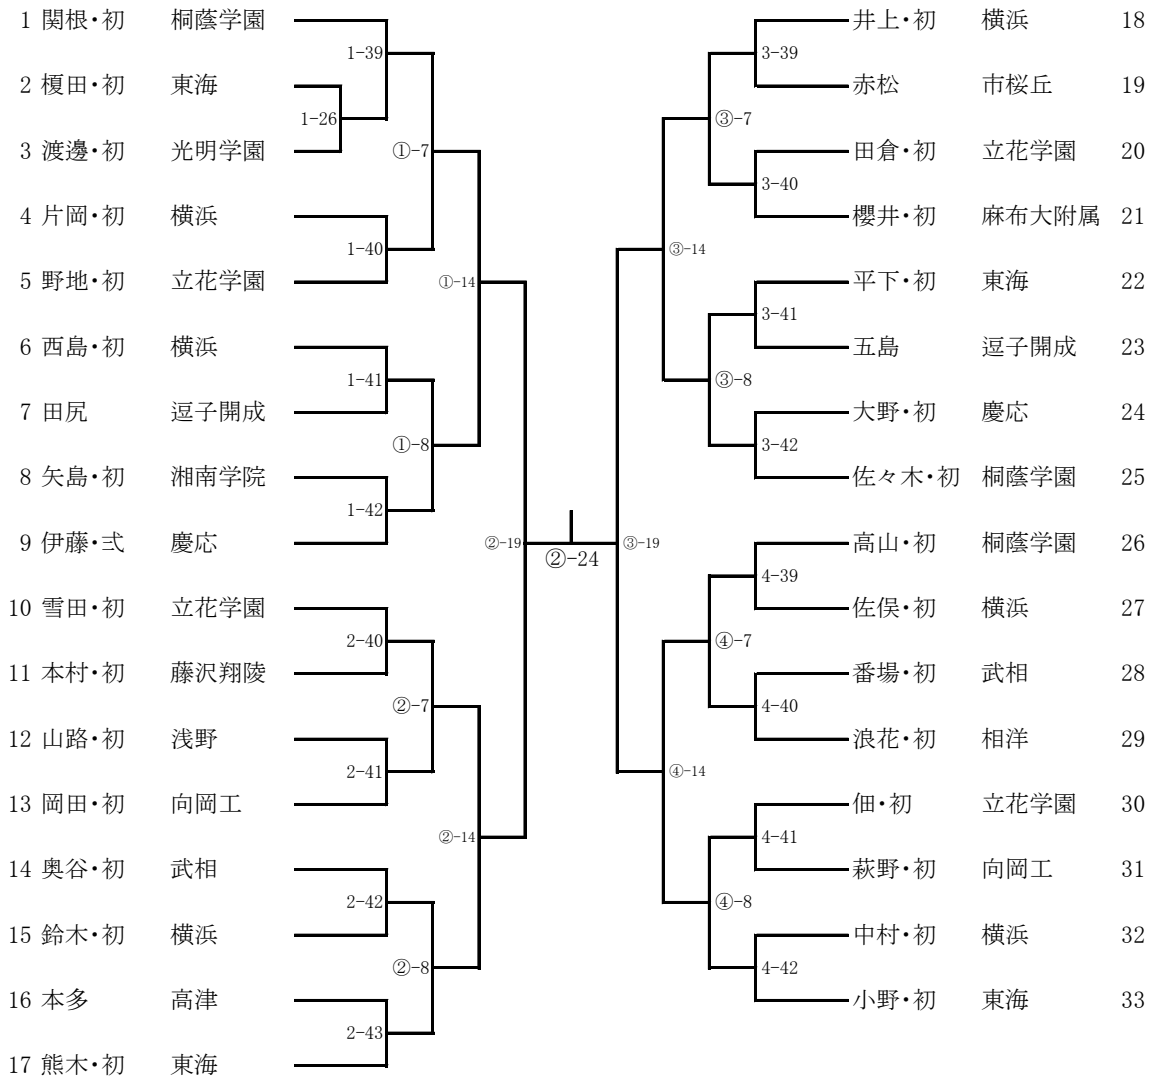 1 関根・初 桐蔭学園
1-39
2 榎田・初 東海
1-26
3 渡邊・初 光明学園
①-7
4 片岡・初 横浜
1-40
5 野地・初 立花学園
①-14
6 西島・初 横浜
1-41
7 田尻 逗子開成
①-8
8 矢島・初 湘南学院
1-42
9 伊藤・弍 慶応
②-19
10 雪田・初 立花学園
2-40
11 本村・初 藤沢翔陵
②-7
12 山路・初 浅野
2-41
13 岡田・初 向岡工
②-14
14 奥谷・初 武相
2-42
15 鈴木・初 横浜
②-8
16 本多 高津
2-43
17 熊木・初 東海
②-24
井上・初 横浜 18
3-39
赤松 市桜丘 19
③-7
田倉・初 立花学園 20
3-40
櫻井・初 麻布大附属 21
③-14
平下・初 東海 22
3-41
五島 逗子開成 23
③-8
大野・初 慶応 24
3-42
佐々木・初 桐蔭学園 25
③-19
高山・初 桐蔭学園 26
4-39
佐俣・初 横浜 27
④-7
番場・初 武相 28
4-40
浪花・初 相洋 29
④-14
佃・初 立花学園 30
4-41
萩野・初 向岡工 31
④-8
中村・初 横浜 32
4-42
小野・初 東海 33